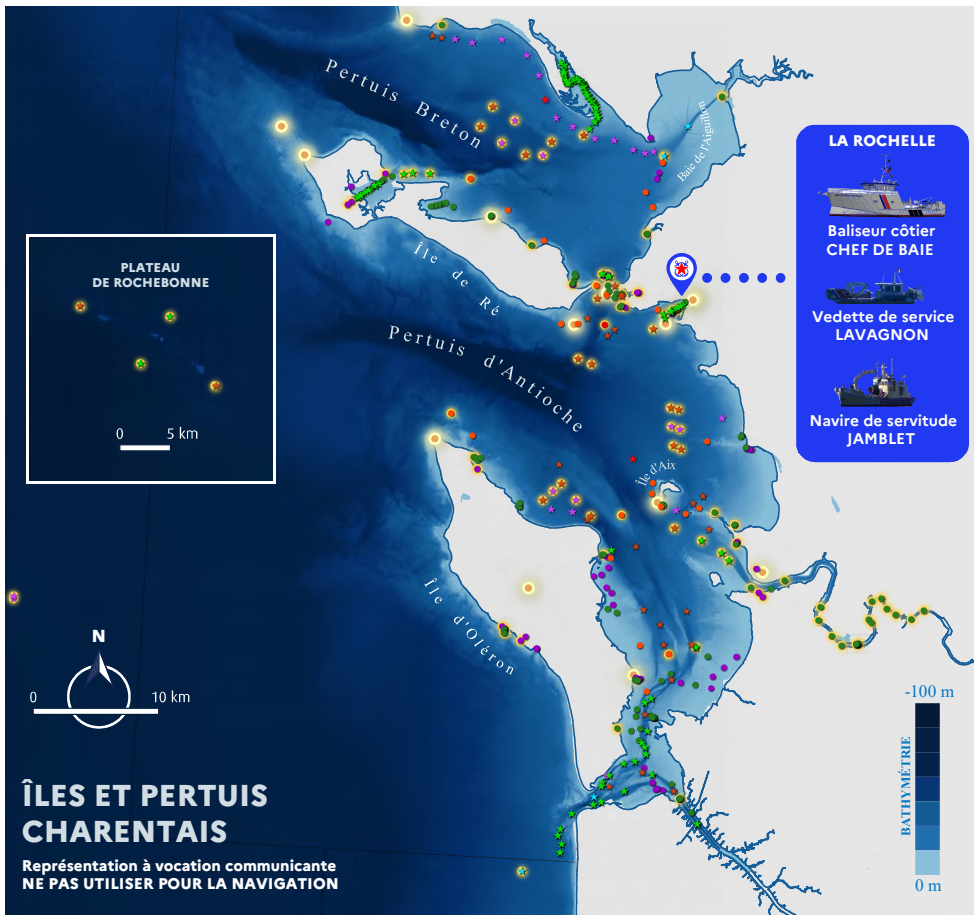 Pertuis Breton
Baie de l'Aiguillon
LA ROCHELLE
Baliseur côtier
CHEF DE BAIE
Vedette de service
LAVAGNON
Navire de servitude
JAMBLET
Île de Ré
PLATEAU
DE ROCHEBONNE
0 5 km
Pertuis d'Antioche
Île d'Aix
Île d'Oléron
N
0 10 km
-100 m
BATHYMÉTRIE
0 m
ÎLES ET PERTUIS
CHARENTAIS
Représentation à vocation communicante
NE PAS UTILISER POUR LA NAVIGATION